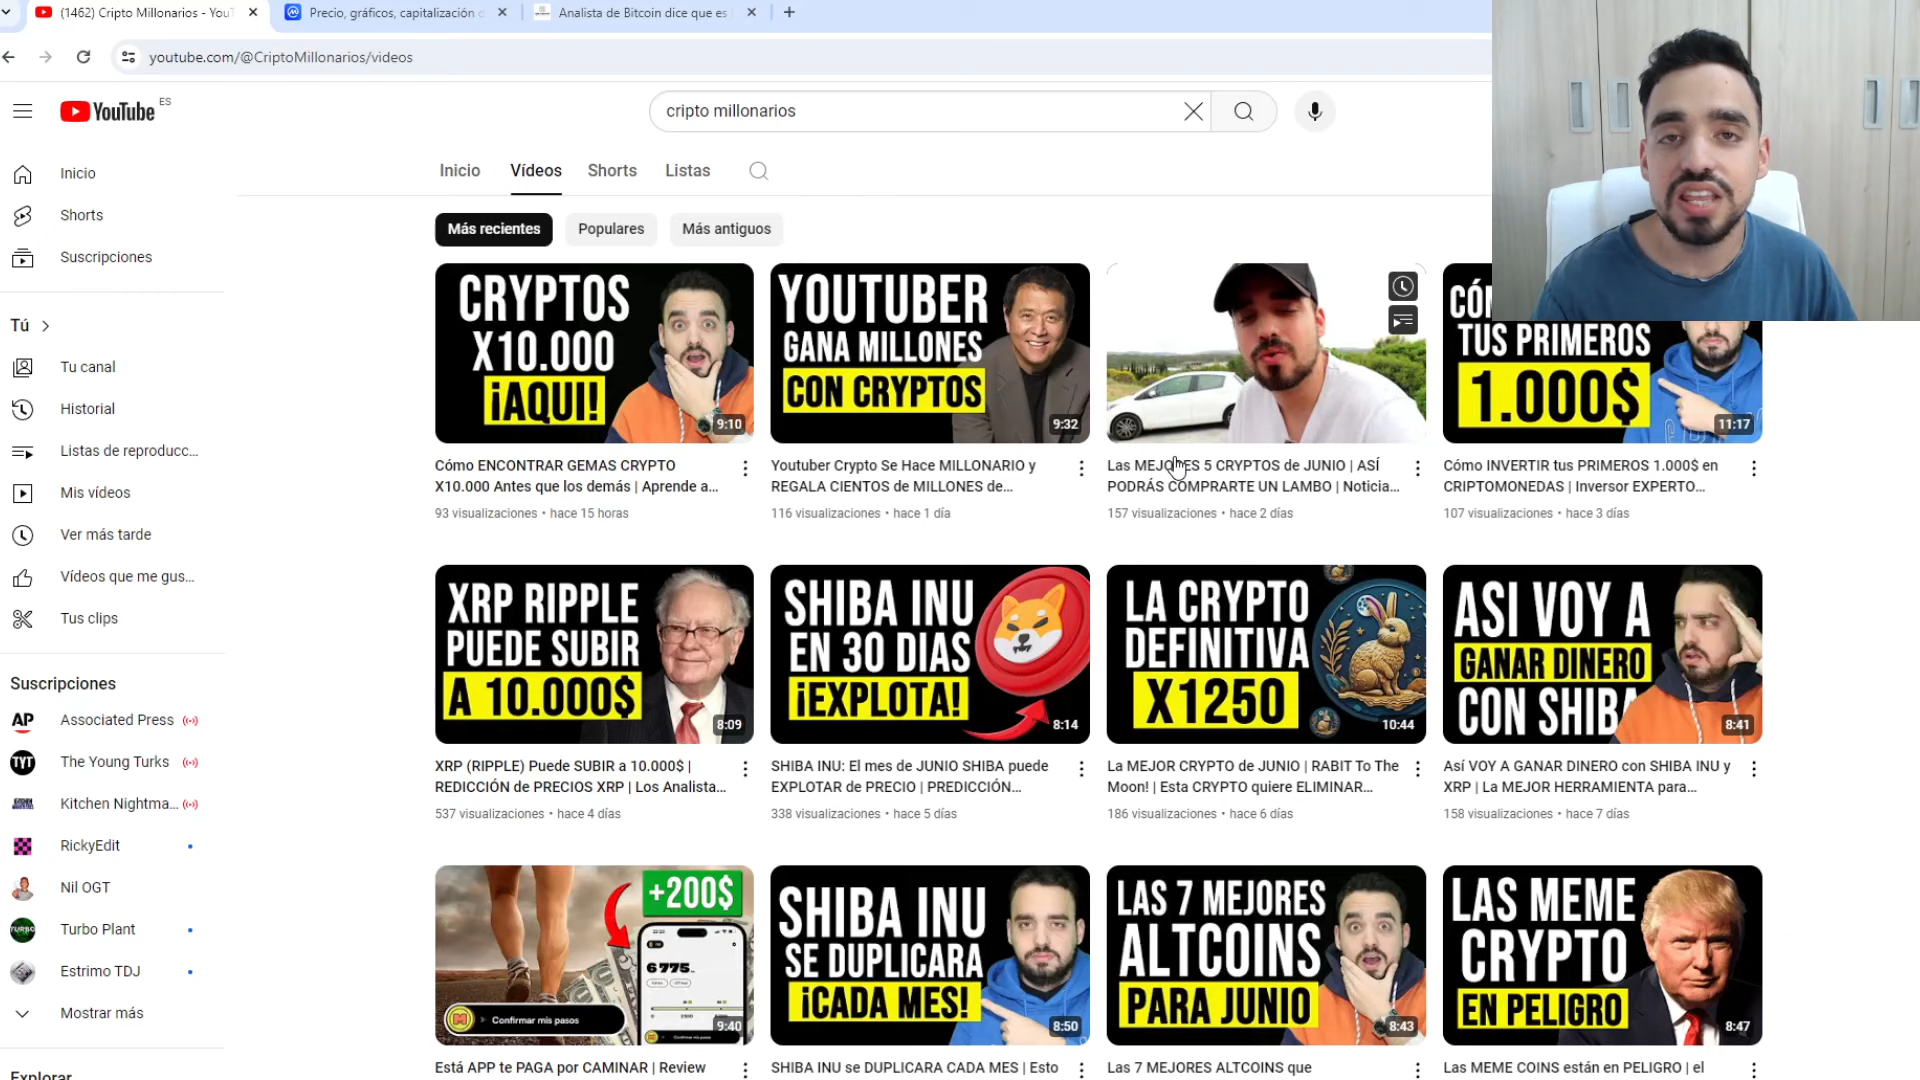 (1462) Cripto Millonarios - YouT
Precio, gráficos, capitalización d
Analista de Bitcoin dice que es
youtube.com/@CriptoMillonarios/videos
YouTube ES
cripto millonarios
Inicio
Shorts
Suscripciones
Tú
Tu canal
Historial
Listas de reproducc...
Mis vídeos
Ver más tarde
Vídeos que me gus...
Tus clips
Suscripciones
AP Associated Press
TYT The Young Turks
Kitchen Nightma...
RickyEdit
Nil OGT
TURBO Turbo Plant
Estrimo TDJ
Mostrar más
Explorar
Inicio Vídeos Shorts Listas
Más recientes Populares Más antiguos
CRYPTOS
X10.000
¡AQUI!
9:10
Cómo ENCONTRAR GEMAS CRYPTO
X10.000 Antes que los demás | Aprende a...
93 visualizaciones • hace 15 horas
YOUTUBER
GANA MILLONES
CON CRYPTOS
9:32
Youtuber Crypto Se Hace MILLONARIO y
REGALA CIENTOS de MILLONES de...
116 visualizaciones • hace 1 día
Las MEJORES 5 CRYPTOS de JUNIO | ASÍ
PODRÁS COMPRARTE UN LAMBO | Noticia...
157 visualizaciones • hace 2 días
TUS PRIMEROS
1.000$
11:17
Cómo INVERTIR tus PRIMEROS 1.000$ en
CRIPTOMONEDAS | Inversor EXPERTO...
107 visualizaciones • hace 3 días
XRP RIPPLE
PUEDE SUBIR
A 10.000$
8:09
XRP (RIPPLE) Puede SUBIR a 10.000$ |
REDICCIÓN de PRECIOS XRP | Los Analista...
537 visualizaciones • hace 4 días
SHIBA INU
EN 30 DIAS
¡EXPLOTA!
8:14
SHIBA INU: El mes de JUNIO SHIBA puede
EXPLOTAR de PRECIO | PREDICCIÓN...
338 visualizaciones • hace 5 días
LA CRYPTO
DEFINITIVA
X1250
10:44
La MEJOR CRYPTO de JUNIO | RABIT To The
Moon! | Esta CRYPTO quiere ELIMINAR...
186 visualizaciones • hace 6 días
ASI VOY A
GANAR DINERO
CON SHIBA
8:41
Así VOY A GANAR DINERO con SHIBA INU y
XRP | La MEJOR HERRAMIENTA para...
158 visualizaciones • hace 7 días
+200$
6 775
Confirmar mis pasos
9:40
Está APP te PAGA por CAMINAR | Review
SHIBA INU
SE DUPLICARA
¡CADA MES!
8:50
SHIBA INU se DUPLICARA CADA MES | Esto
LAS 7 MEJORES
ALTCOINS
PARA JUNIO
8:43
Las 7 MEJORES ALTCOINS que
LAS MEME
CRYPTO
EN PELIGRO
8:47
Las MEME COINS están en PELIGRO | el